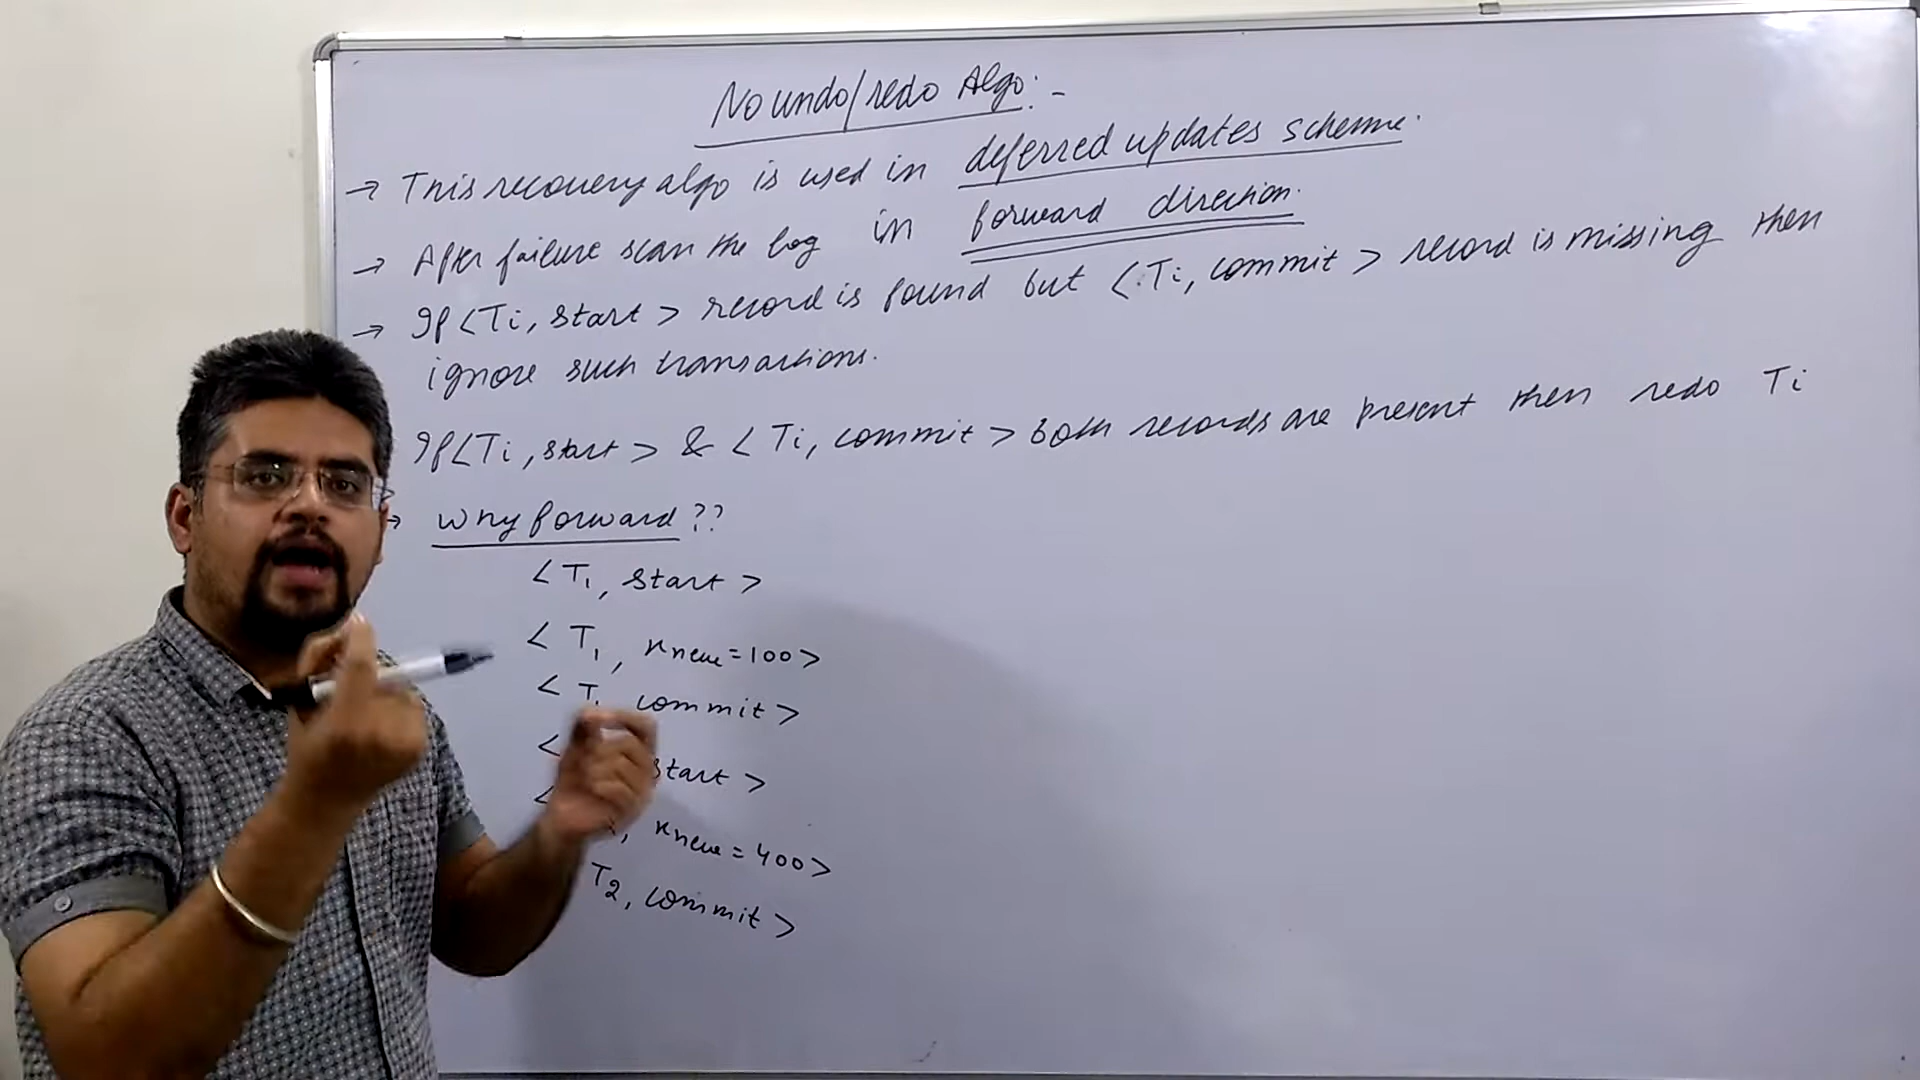 No undo/redo Algo:-
→ This recovery algo is used in deferred updates scheme.
→ After failure scan the log in forward direction.
→ If <Ti, start> record is found but <Ti, commit> record is missing then
ignore such transactions.
If <Ti, start> & <Ti, commit> both records are present then redo Ti
→ Why forward??
<T1, start>
<T1, xnew=100>
<T1 commit>
< start>
< , xnew=400>
T2, commit>